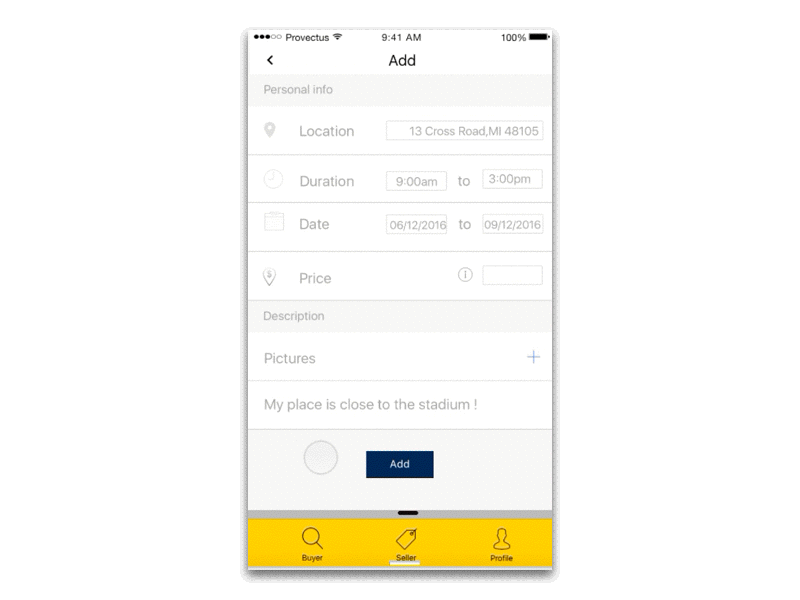 Provectus 9:41 AM 100%
Add
Personal info
Location 13 Cross Road,MI 48105
Duration 9:00am to 3:00pm
Date 06/12/2016 to 09/12/2016
Price
Description
Pictures
My place is close to the stadium !
Add
Buyer Seller Profile